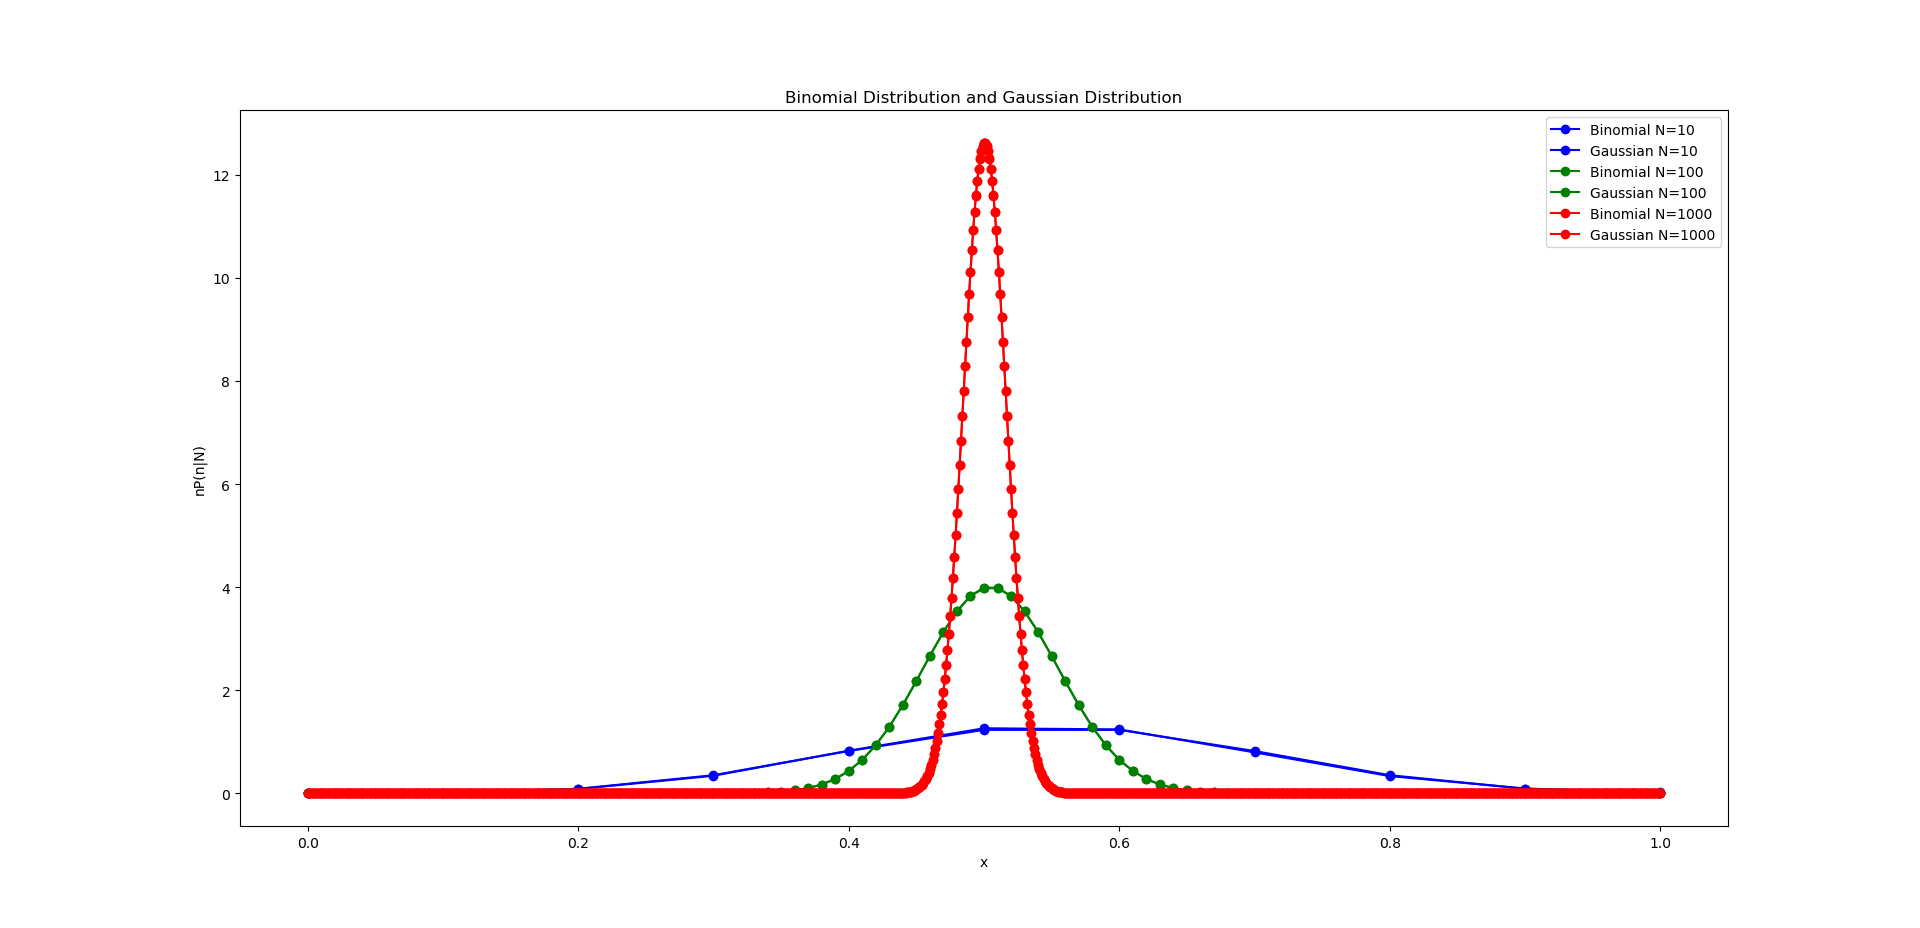 Binomial Distribution and Gaussian Distribution
Binomial N=10
Gaussian N=10
Binomial N=100
Gaussian N=100
Binomial N=1000
Gaussian N=1000
12
10
8
6
4
2
0
nP(n|N)
0.0 0.2 0.4 0.6 0.8 1.0
x